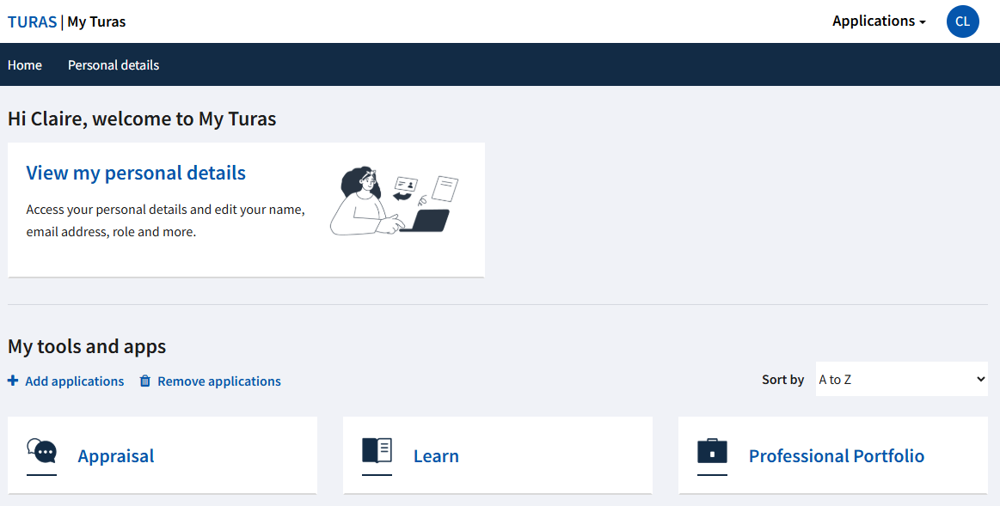 TURAS | My Turas
Applications
CL
Home
Personal details
Hi Claire, welcome to My Turas
View my personal details
Access your personal details and edit your name,
email address, role and more.
My tools and apps
Add applications
Remove applications
Sort by
A to Z
Appraisal
Learn
Professional Portfolio